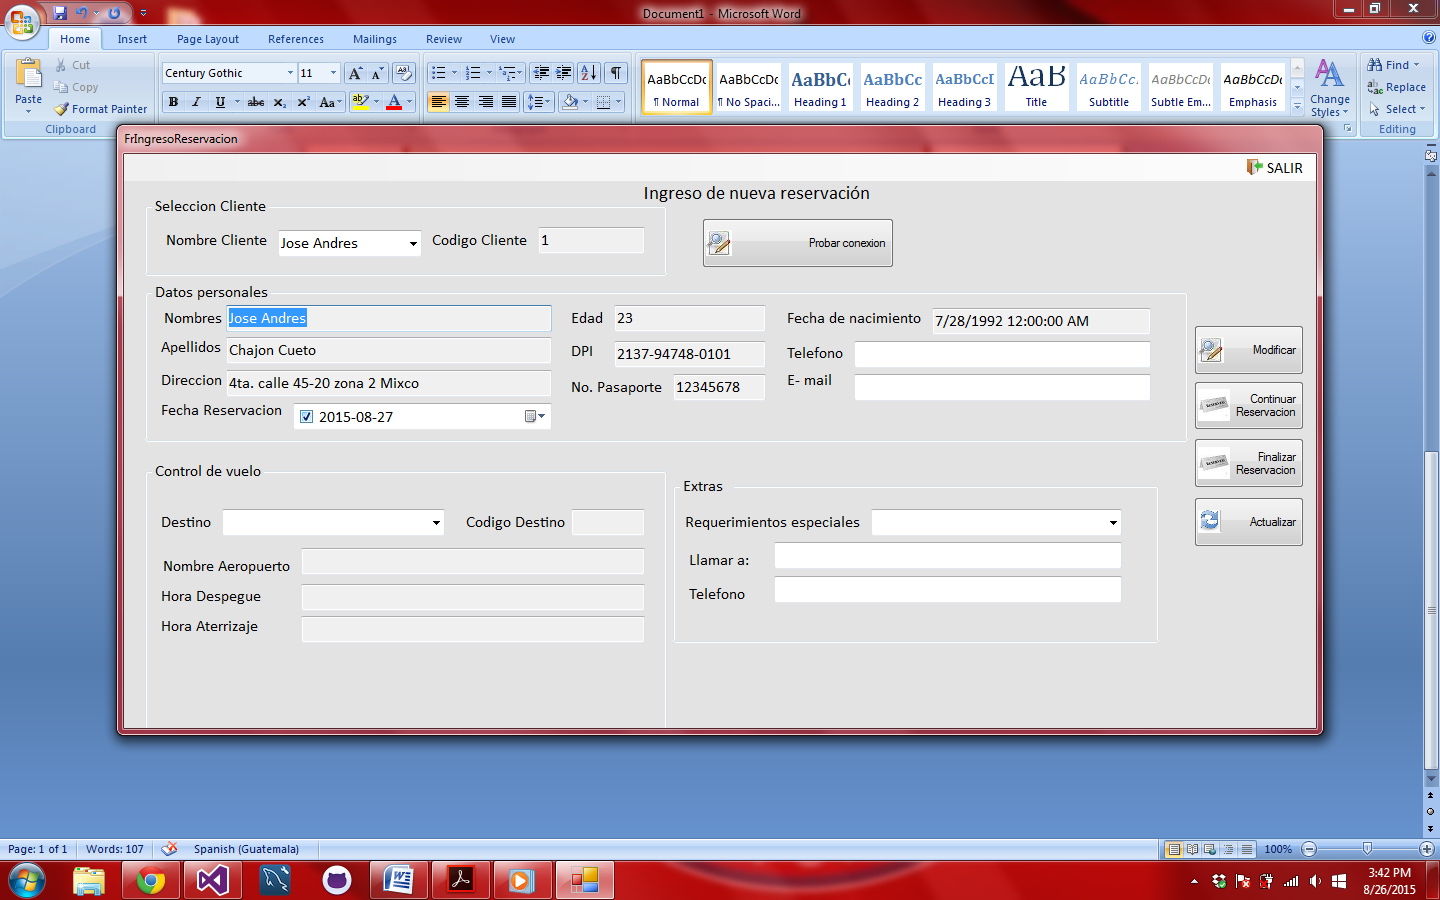 Document1 - Microsoft Word
Home Insert Page Layout References Mailings Review View
Paste
Cut
Copy
Format Painter
Clipboard
Century Gothic 11
AaBbCcDc AaBbCcDc AaBbC AaBbCc AaBbCcI AaB AaBbCc. AaBbCcDc AaBbCcDc
¶ Normal ¶ No Spaci... Heading 1 Heading 2 Heading 3 Title Subtitle Subtle Em... Emphasis
Change Styles
Find
Replace
Select
Editing
FrIngresoReservacion
SALIR
Ingreso de nueva reservación
Seleccion Cliente
Nombre Cliente Jose Andres Codigo Cliente 1
Probar conexion
Datos personales
Nombres Jose Andres Edad 23 Fecha de nacimiento 7/28/1992 12:00:00 AM
Apellidos Chajon Cueto DPI 2137-94748-0101 Telefono
Direccion 4ta. calle 45-20 zona 2 Mixco No. Pasaporte 12345678 E- mail
Fecha Reservacion 2015-08-27
Modificar
Continuar
Reservacion
Finalizar
Reservacion
Actualizar
Control de vuelo
Destino Codigo Destino
Nombre Aeropuerto
Hora Despegue
Hora Aterrizaje
Extras
Requerimientos especiales
Llamar a:
Telefono
Page: 1 of 1 Words: 107 Spanish (Guatemala) 100%
3:42 PM
8/26/2015